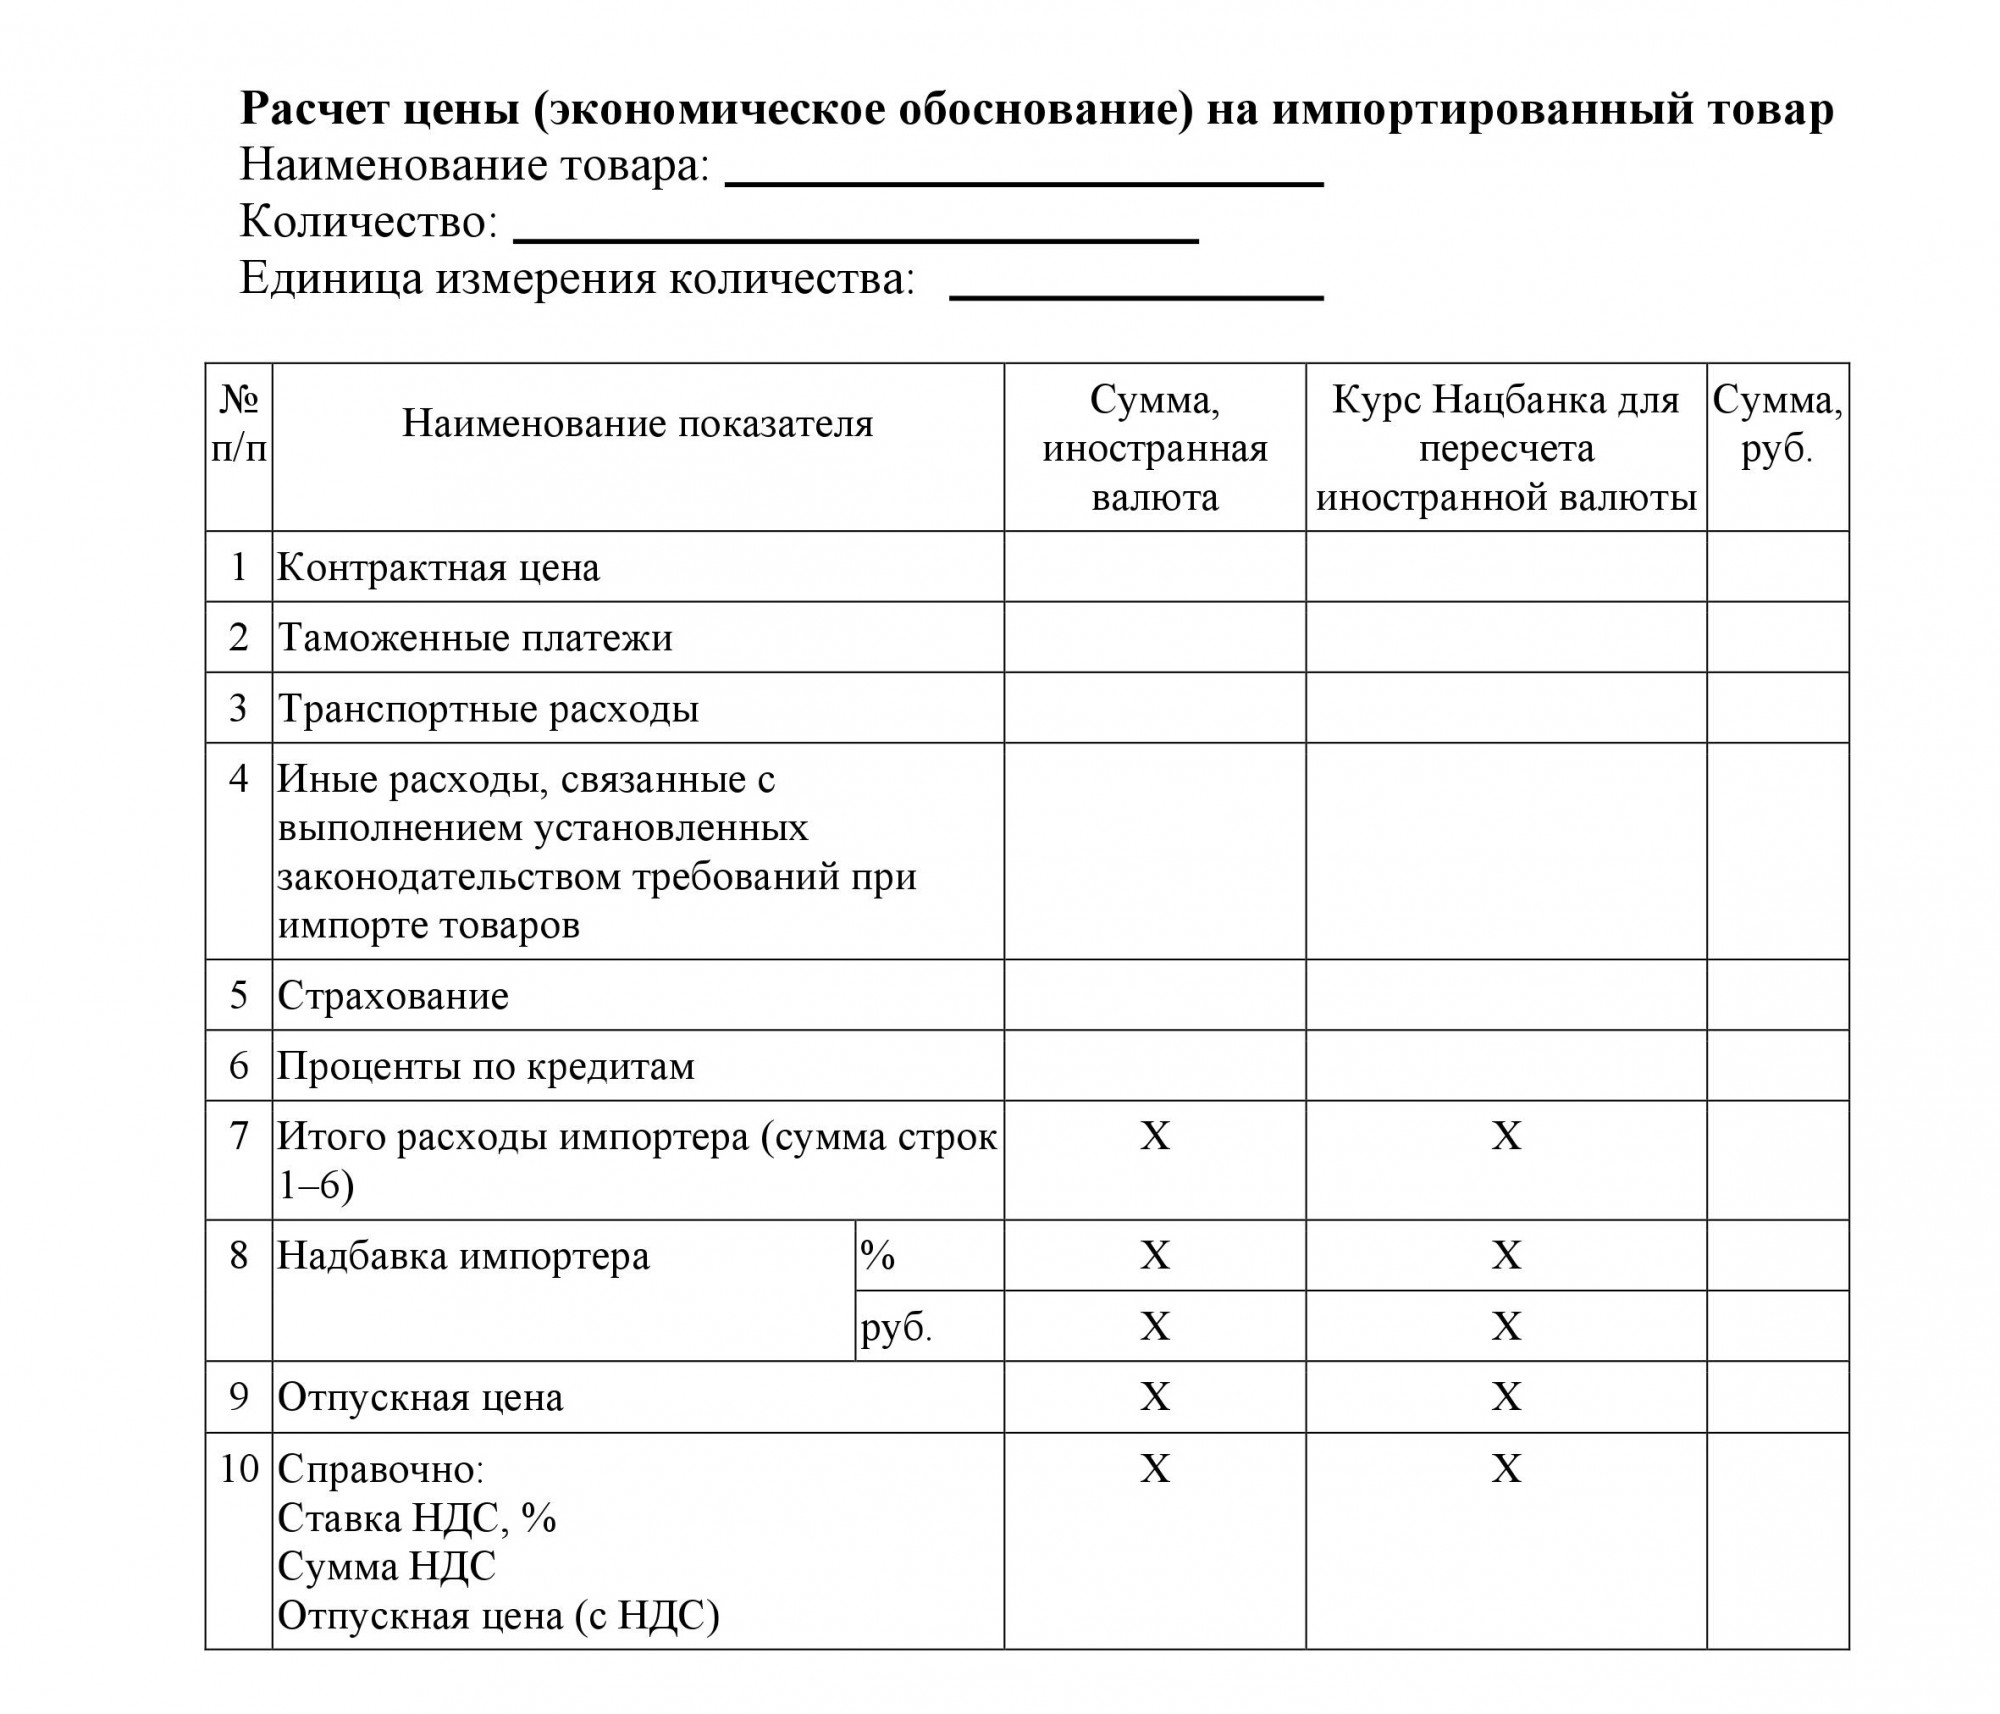 Расчет цены (экономическое обоснование) на импортированный товар
Наименование товара:
Количество:
Единица измерения количества:
№ п/п
Наименование показателя
Сумма, иностранная валюта
Курс Нацбанка для пересчета иностранной валюты
Сумма, руб.
1 Контрактная цена
2 Таможенные платежи
3 Транспортные расходы
4 Иные расходы, связанные с
выполнением установленных
законодательством требований при
импорте товаров
5 Страхование
6 Проценты по кредитам
7 Итого расходы импортера (сумма строк X X
1–6)
8 Надбавка импортера % X X
руб. X X
9 Отпускная цена X X
10 Справочно: X X
Ставка НДС, %
Сумма НДС
Отпускная цена (с НДС)